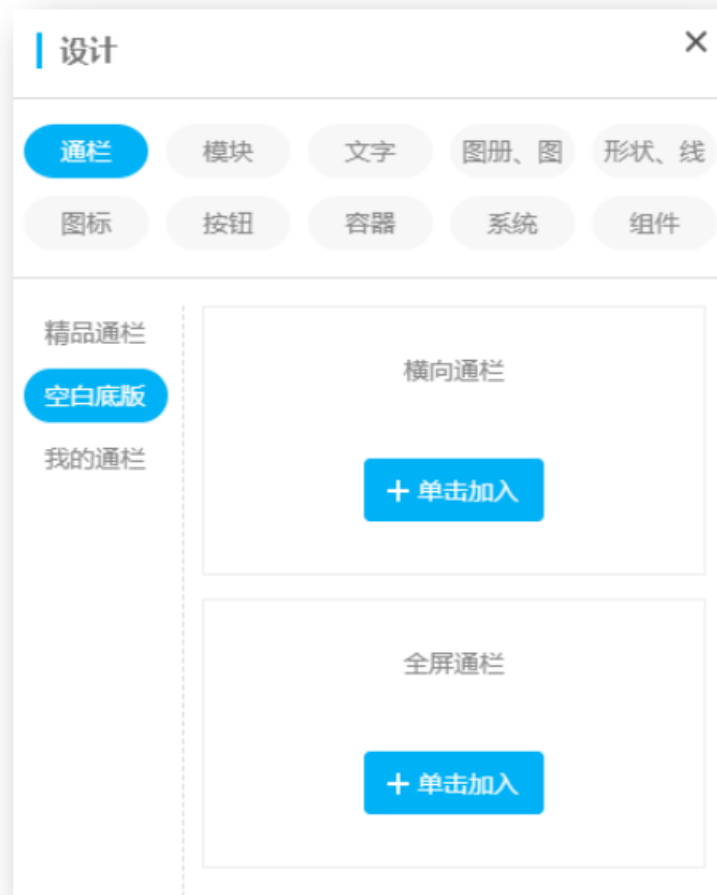 设计
通栏 模块 文字 图册、图 形状、线
图标 按钮 容器 系统 组件
精品通栏
空白底版
我的通栏
横向通栏
+ 单击加入
全屏通栏
+ 单击加入